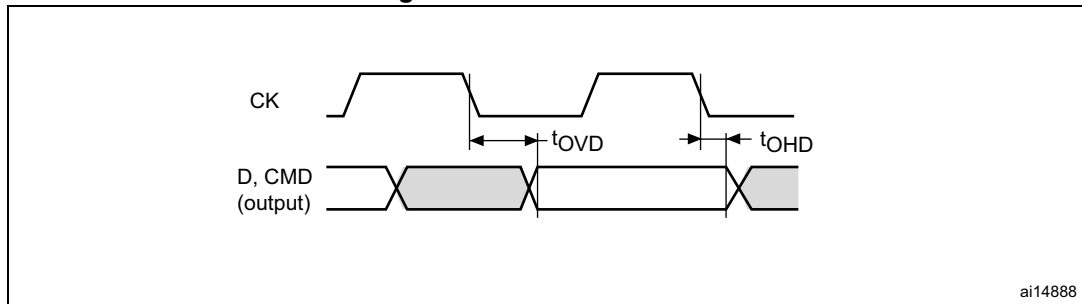 CK
tOVD
tOHD
D, CMD
(output)
ai14888